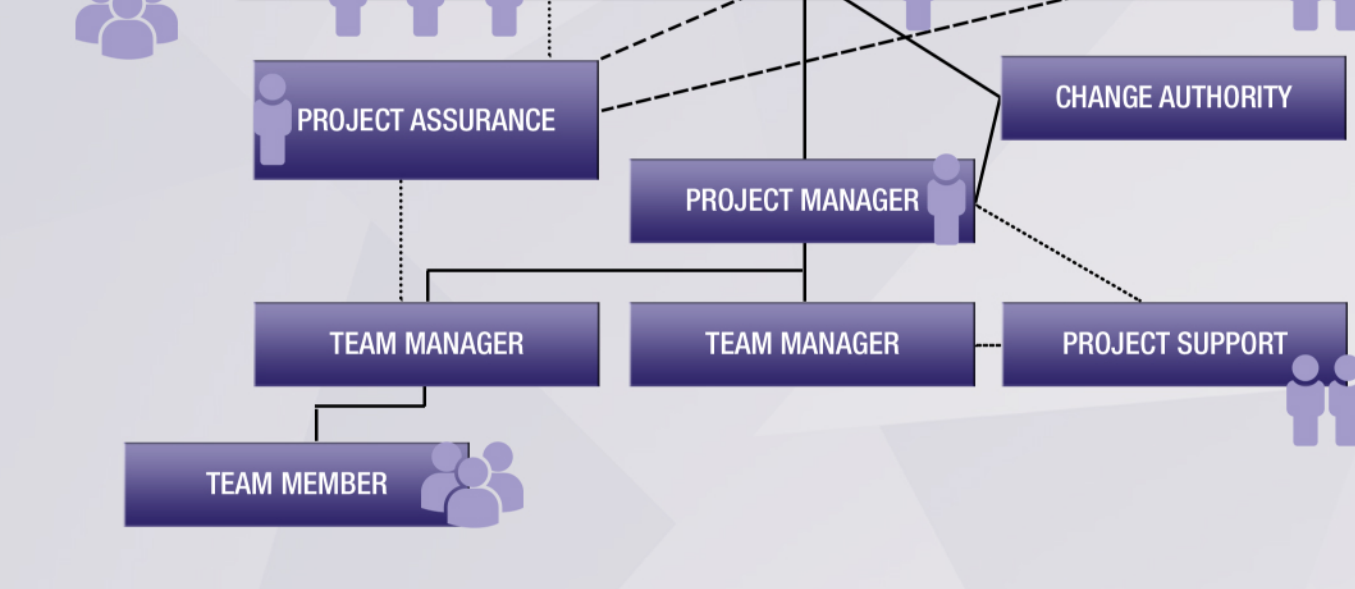 PROJECT ASSURANCE
CHANGE AUTHORITY
PROJECT MANAGER
TEAM MANAGER
TEAM MANAGER
PROJECT SUPPORT
TEAM MEMBER